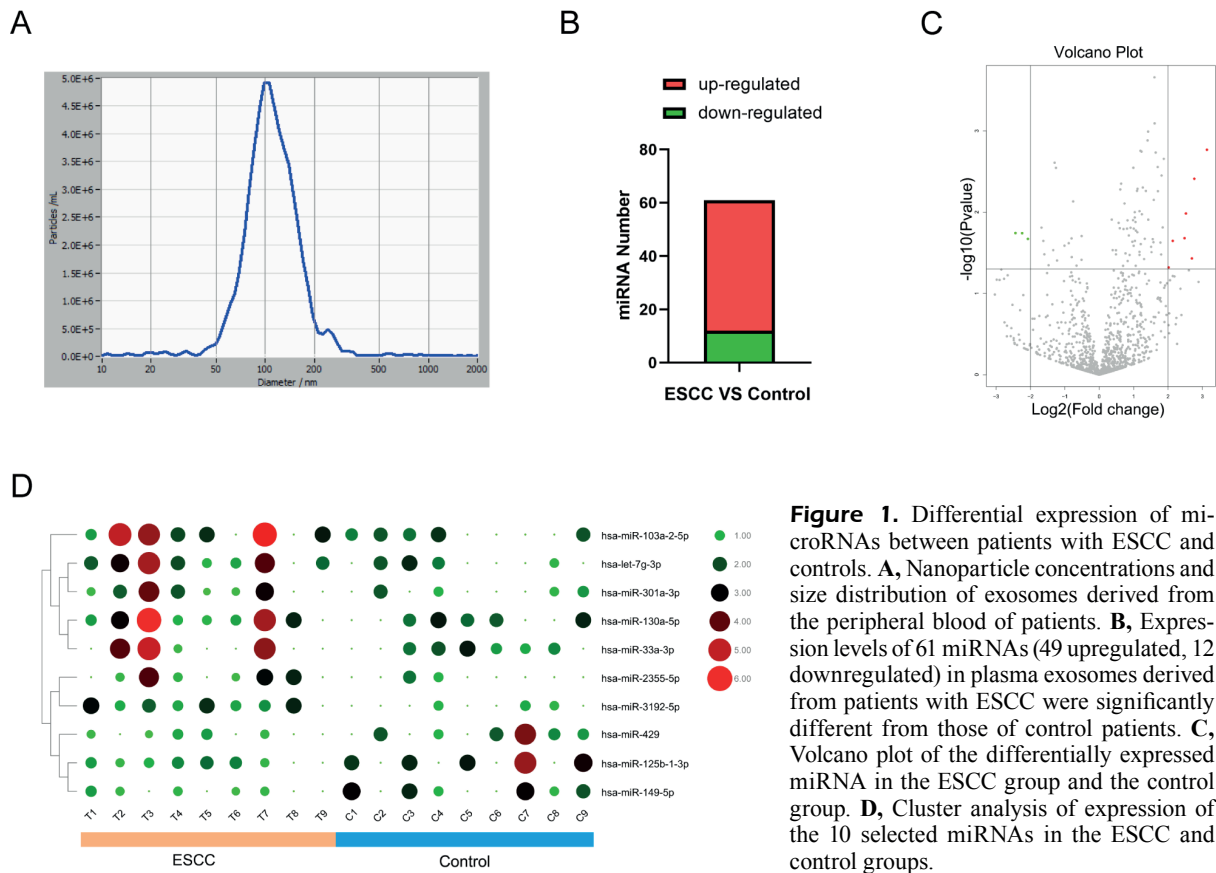 A
B
C
5.0E+6
4.5E+6
4.0E+6
3.5E+6
3.0E+6
2.5E+6
2.0E+6
1.5E+6
1.0E+6
5.0E+5
0.0E+0
Particles /mL
10 20 50 100 200 500 1000 2000
Diameter / nm
up-regulated
down-regulated
80
60
40
20
0
miRNA Number
ESCC VS Control
Volcano Plot
3
2
1
0
-log10(Pvalue)
-3 -2 -1 0 1 2 3
Log2(Fold change)
D
hsa-miR-103a-2-5p
hsa-let-7g-3p
hsa-miR-301a-3p
hsa-miR-130a-5p
hsa-miR-33a-3p
hsa-miR-2355-5p
hsa-miR-3192-5p
hsa-miR-429
hsa-miR-125b-1-3p
hsa-miR-149-5p
1.00
2.00
3.00
4.00
5.00
6.00
T1 T2 T3 T4 T5 T6 T7 T8 T9 C1 C2 C3 C4 C5 C6 C7 C8 C9
ESCC Control
Figure 1. Differential expression of mi-
croRNAs between patients with ESCC and
controls. A, Nanoparticle concentrations and
size distribution of exosomes derived from
the peripheral blood of patients. B, Expres-
sion levels of 61 miRNAs (49 upregulated, 12
downregulated) in plasma exosomes derived
from patients with ESCC were significantly
different from those of control patients. C,
Volcano plot of the differentially expressed
miRNA in the ESCC group and the control
group. D, Cluster analysis of expression of
the 10 selected miRNAs in the ESCC and
control groups.